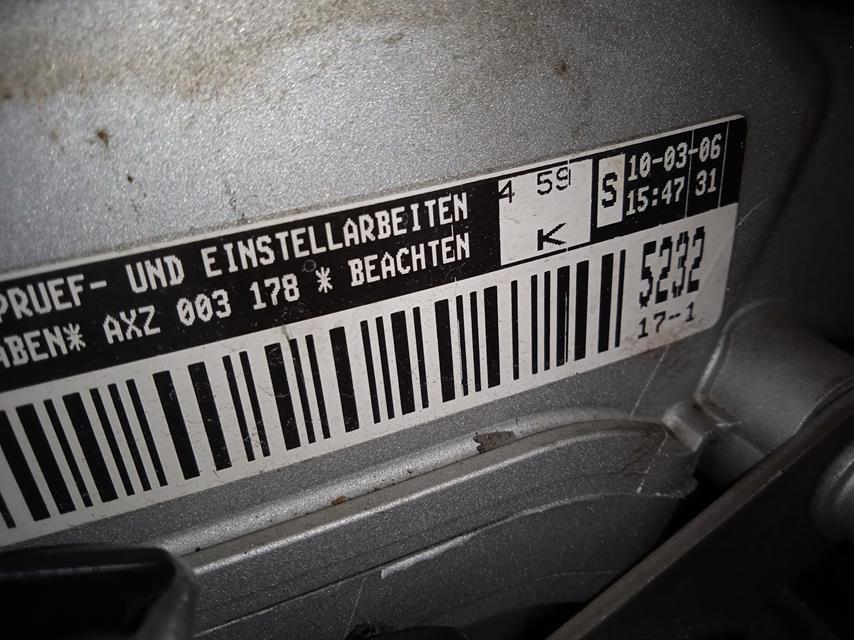 PRUEF- UND EINSTELLARBEITEN
ABEN* AXZ 003 178 * BEACHTEN
4 59
K
S
10-03-06
15:47 31
5232
17-1